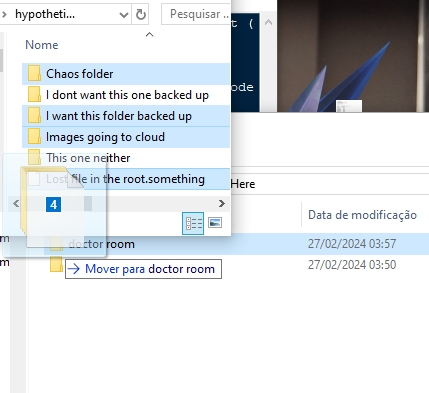 hypotheti...
Pesquisar ..
t (
Nome
Chaos folder
I dont want this one backed up
ode
I want this folder backed up
Images going to cloud
This one neither
Lost file in the root.something
Here
4
Data de modificação
doctor room
27/02/2024 03:57
Mover para doctor room
27/02/2024 03:50